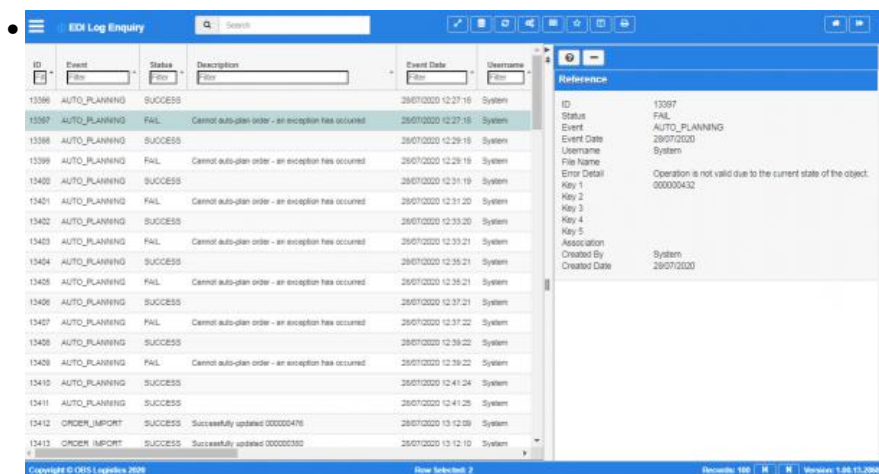 EDI Log Enquiry Search
ID Event Status Description Event Date Username
Filter Filter Filter Filter Filter
13396 AUTO_PLANNING SUCCESS 28/07/2020 12:27:16 System
13397 AUTO_PLANNING FAIL Cannot auto-plan order - an exception has occurred 28/07/2020 12:27:18 System
13398 AUTO_PLANNING SUCCESS 28/07/2020 12:29:18 System
13399 AUTO_PLANNING FAIL Cannot auto-plan order - an exception has occurred 28/07/2020 12:29:19 System
13400 AUTO_PLANNING SUCCESS 28/07/2020 12:31:19 System
13401 AUTO_PLANNING FAIL Cannot auto-plan order - an exception has occurred 28/07/2020 12:31:20 System
13402 AUTO_PLANNING SUCCESS 28/07/2020 12:33:20 System
13403 AUTO_PLANNING FAIL Cannot auto-plan order - an exception has occurred 28/07/2020 12:33:21 System
13404 AUTO_PLANNING SUCCESS 28/07/2020 12:35:21 System
13405 AUTO_PLANNING FAIL Cannot auto-plan order - an exception has occurred 28/07/2020 12:35:21 System
13406 AUTO_PLANNING SUCCESS 28/07/2020 12:37:21 System
13407 AUTO_PLANNING FAIL Cannot auto-plan order - an exception has occurred 28/07/2020 12:37:22 System
13408 AUTO_PLANNING SUCCESS 28/07/2020 12:39:22 System
13409 AUTO_PLANNING FAIL Cannot auto-plan order - an exception has occurred 28/07/2020 12:39:22 System
13410 AUTO_PLANNING SUCCESS 28/07/2020 12:41:24 System
13411 AUTO_PLANNING SUCCESS 28/07/2020 12:41:25 System
13412 ORDER_IMPORT SUCCESS Successfully updated 000000476 28/07/2020 13:12:09 System
13413 ORDER_IMPORT SUCCESS Successfully updated 000000380 28/07/2020 13:12:10 System
Reference
ID 13397
Status FAIL
Event AUTO_PLANNING
Event Date 28/07/2020
Username System
File Name
Error Detail Operation is not valid due to the current state of the object.
Key 1 000000432
Key 2
Key 3
Key 4
Key 5
Association
Created By System
Created Date 28/07/2020
Copyright © OBS Logistics 2020 Row Selected: 2 Records: 100